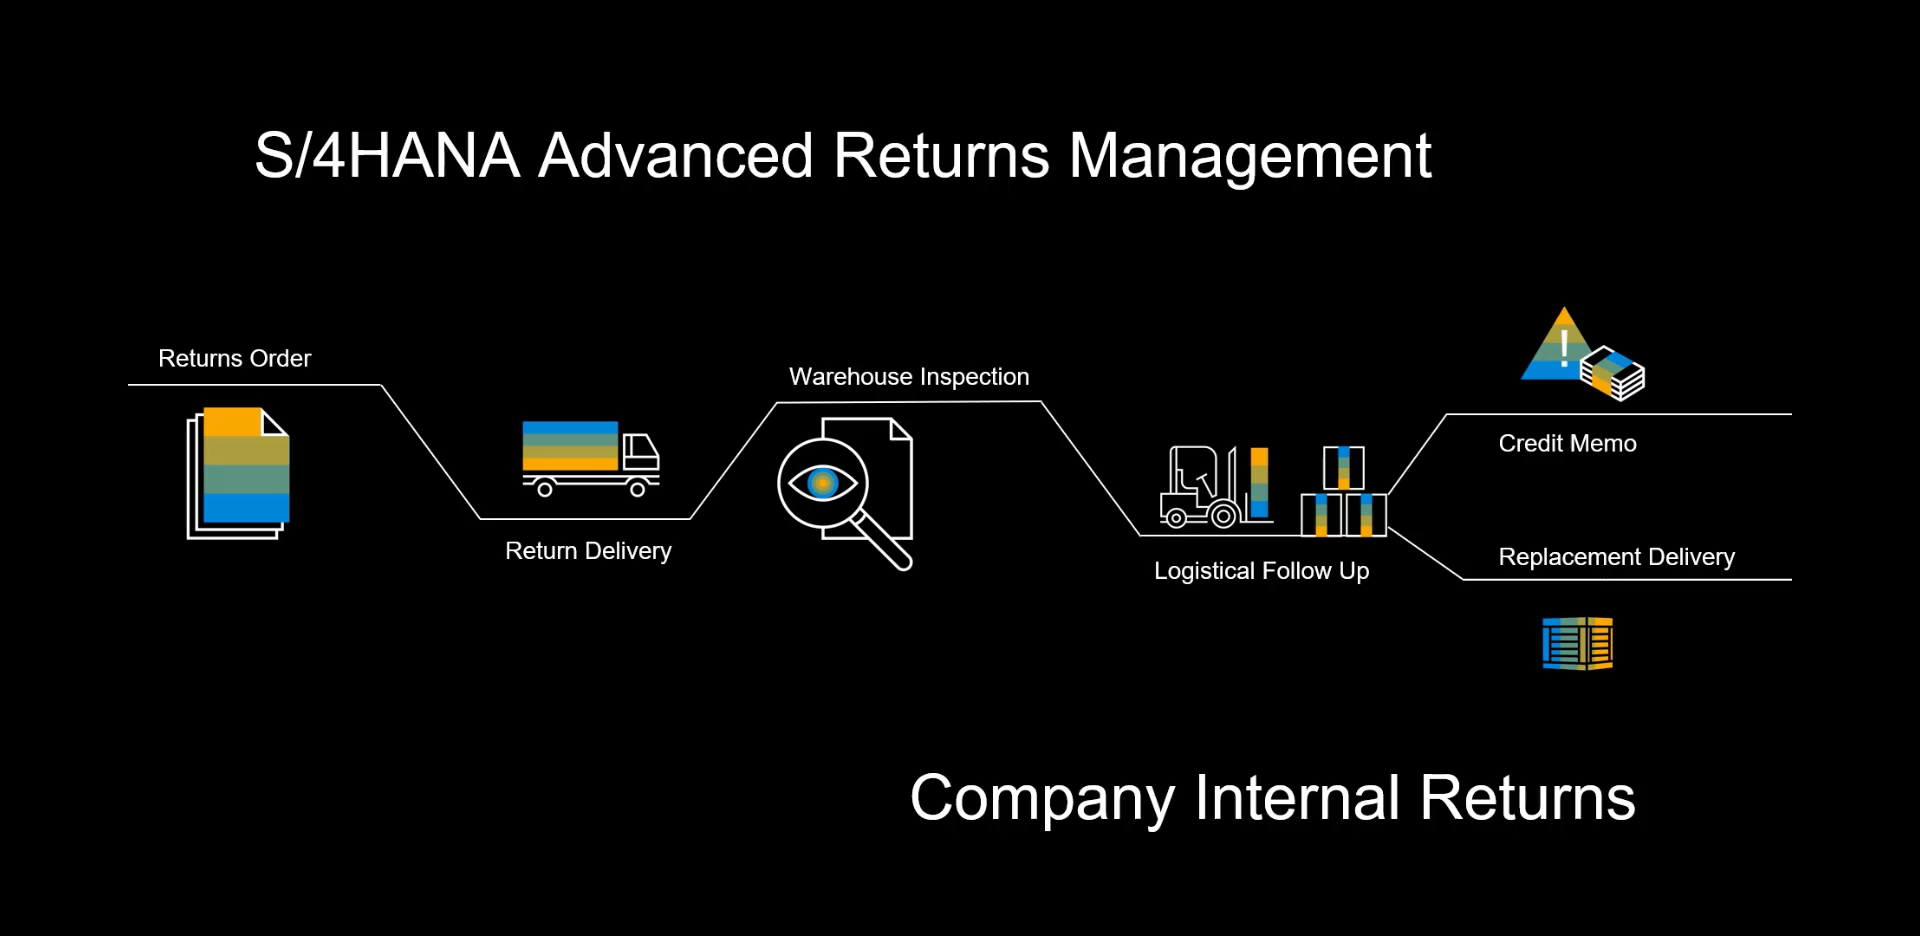 S/4HANA Advanced Returns Management
Returns Order
Return Delivery
Warehouse Inspection
Logistical Follow Up
Credit Memo
Replacement Delivery
Company Internal Returns